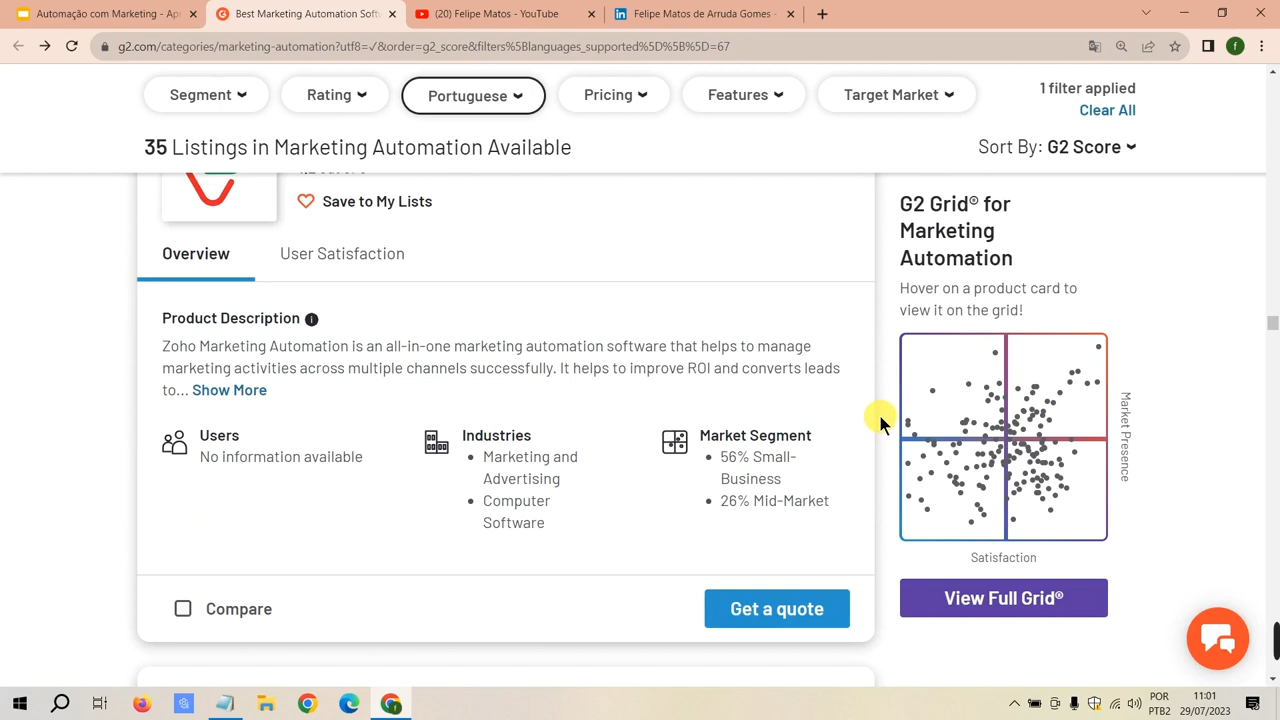 Automação com Marketing - Ap
Best Marketing Automation Soft
(20) Felipe Matos - YouTube
Felipe Matos de Arruda Gomes -
g2.com/categories/marketing-automation?utf8=✓&order=g2_score&filters%5Blanguages_supported%5D%5B%5D=67
f
Segment
Rating
Portuguese
Pricing
Features
Target Market
1 filter applied
Clear All
35 Listings in Marketing Automation Available
Sort By: G2 Score
Save to My Lists
Overview
User Satisfaction
Product Description
Zoho Marketing Automation is an all-in-one marketing automation software that helps to manage
marketing activities across multiple channels successfully. It helps to improve ROI and converts leads
to... Show More
Users
No information available
Industries
• Marketing and
Advertising
• Computer
Software
Market Segment
• 56% Small-
Business
• 26% Mid-Market
Compare
Get a quote
G2 Grid® for
Marketing
Automation
Hover on a product card to
view it on the grid!
Market Presence
Satisfaction
View Full Grid®
POR
PTB2
11:01
29/07/2023